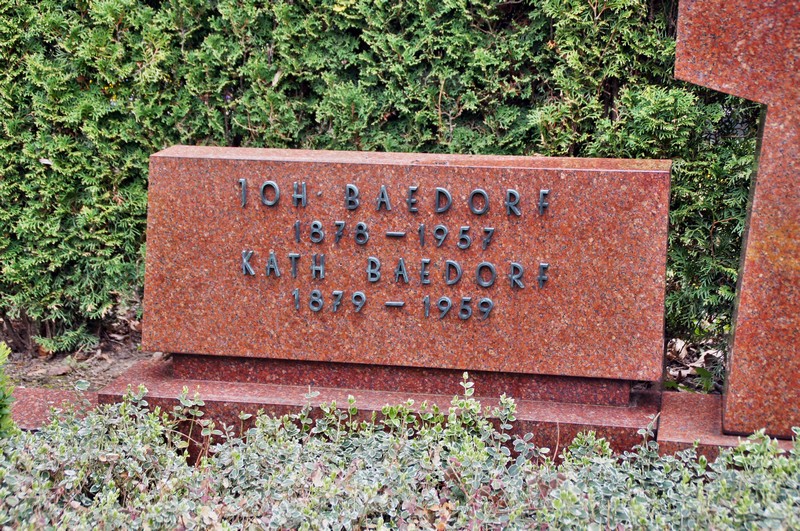 JOH. BAEDORF
1878 – 1957
KATH. BAEDORF
1879 – 1959